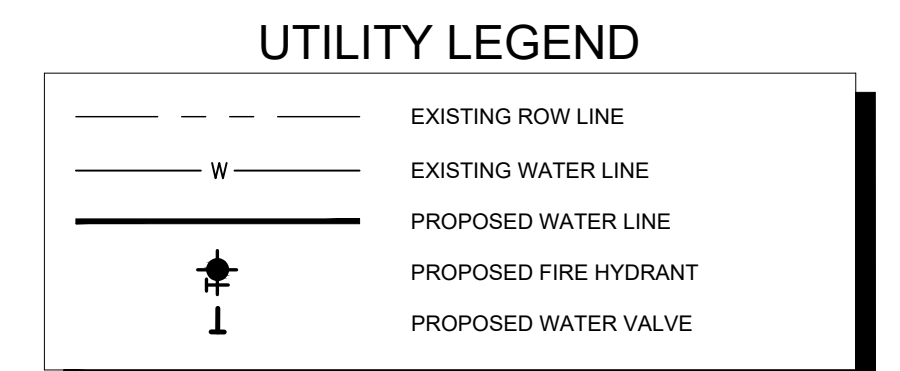 UTILITY LEGEND
EXISTING ROW LINE
W EXISTING WATER LINE
PROPOSED WATER LINE
PROPOSED FIRE HYDRANT
PROPOSED WATER VALVE